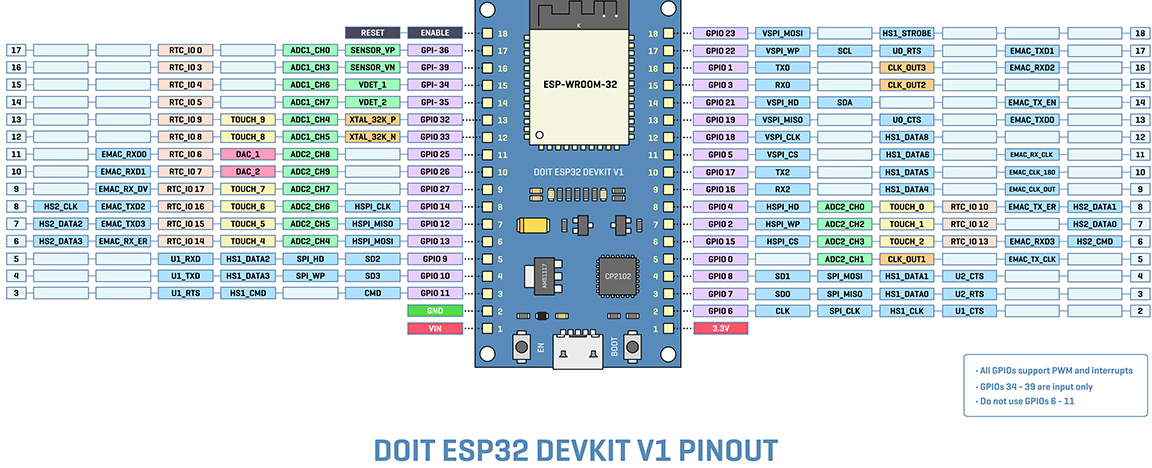 RESET ENABLE 18 18 GPIO 23 VSPI_MOSI HS1_STROBE 18
17 RTC_IO 0 ADC1_CH0 SENSOR_VP GPI- 36 17 17 GPIO 22 VSPI_WP SCL U0_RTS EMAC_TXD1 17
16 RTC_IO 3 ADC1_CH3 SENSOR_VN GPI- 39 16 16 GPIO 1 TX0 CLK_OUT3 EMAC_RXD2 16
15 RTC_IO 4 ADC1_CH6 VDET_1 GPI- 34 15 15 GPIO 3 RX0 CLK_OUT2 15
14 RTC_IO 5 ADC1_CH7 VDET_2 GPI- 35 14 14 GPIO 21 VSPI_HD SDA EMAC_TX_EN 14
13 RTC_IO 9 TOUCH_9 ADC1_CH4 XTAL_32K_P GPIO 32 13 13 GPIO 19 VSPI_MISO U0_CTS EMAC_TXD0 13
12 RTC_IO 8 TOUCH_8 ADC1_CH5 XTAL_32K_N GPIO 33 12 12 GPIO 18 VSPI_CLK HS1_DATA8 12
11 EMAC_RXD0 RTC_IO 6 DAC_1 ADC2_CH8 GPIO 25 11 11 GPIO 5 VSPI_CS HS1_DATA6 EMAC_RX_CLK 11
10 EMAC_RXD1 RTC_IO 7 DAC_2 ADC2_CH9 GPIO 26 10 10 GPIO 17 TX2 HS1_DATA5 EMAC_CLK_180 10
9 EMAC_RX_DV RTC_IO 17 TOUCH_7 ADC2_CH7 GPIO 27 9 9 GPIO 16 RX2 HS1_DATA4 EMAC_CLK_OUT 9
8 HS2_CLK EMAC_TXD2 RTC_IO 16 TOUCH_6 ADC2_CH6 HSPI_CLK GPIO 14 8 8 GPIO 4 HSPI_HD ADC2_CH0 TOUCH_0 RTC_IO 10 EMAC_TX_ER HS2_DATA1 8
7 HS2_DATA2 EMAC_TXD3 RTC_IO 15 TOUCH_5 ADC2_CH5 HSPI_MISO GPIO 12 7 7 GPIO 2 HSPI_WP ADC2_CH2 TOUCH_1 RTC_IO 12 HS2_DATA0 7
6 HS2_DATA3 EMAC_RX_ER RTC_IO 14 TOUCH_4 ADC2_CH4 HSPI_MOSI GPIO 13 6 6 GPIO 15 HSPI_CS ADC2_CH3 TOUCH_2 RTC_IO 13 EMAC_RXD3 HS2_CMD 6
5 U1_RXD HS1_DATA2 SPI_HD SD2 GPIO 9 5 5 GPIO 0 ADC2_CH1 CLK_OUT1 EMAC_TX_CLK 5
4 U1_TXD HS1_DATA3 SPI_WP SD3 GPIO 10 4 4 GPIO 8 SD1 SPI_MOSI HS1_DATA1 U2_CTS 4
3 U1_RTS HS1_CMD CMD GPIO 11 3 3 GPIO 7 SD0 SPI_MISO HS1_DATA0 U2_RTS 3
GND 2 2 GPIO 6 CLK SPI_CLK HS1_CLK U1_CTS 2
VIN 1 1 3.3V
K
ESP-WROOM-32
DOIT ESP32 DEVKIT V1
AMS1117
CP2102
EN
BOOT
· All GPIOs support PWM and interrupts
· GPIOs 34 - 39 are input only
· Do not use GPIOs 6 - 11
DOIT ESP32 DEVKIT V1 PINOUT